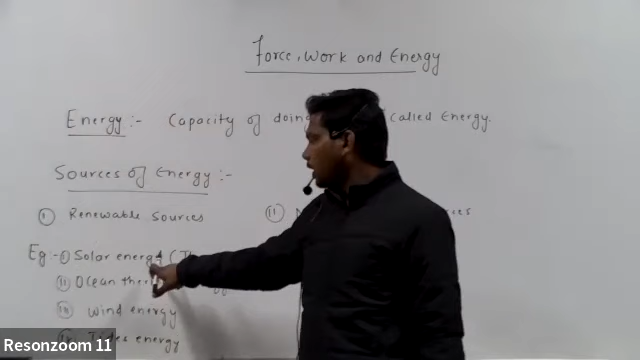 Force, Work and Energy
Energy :- Capacity of doing called Energy.
Sources of Energy :-
(i) Renewable Sources (ii)
Eg - (i) Solar energy
(ii) Ocean
(iii) Wind energy
Tides energy
Resonzoom 11